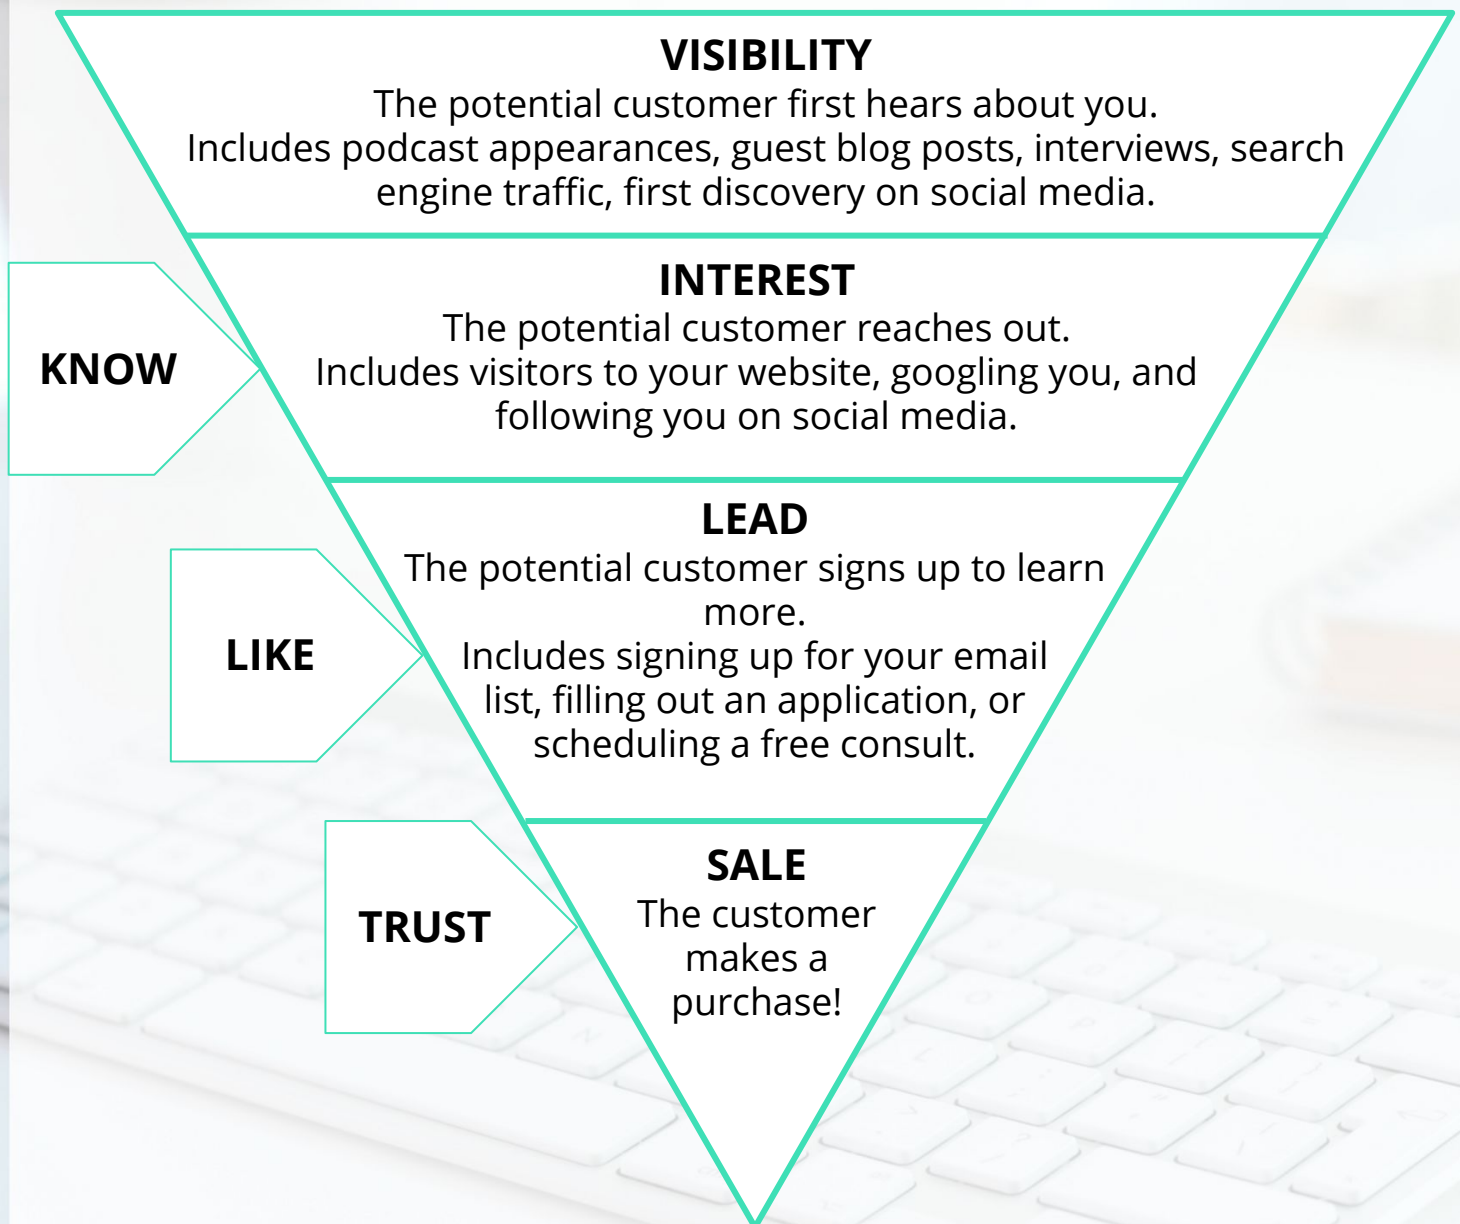 VISIBILITY
The potential customer first hears about you.
Includes podcast appearances, guest blog posts, interviews, search
engine traffic, first discovery on social media.
INTEREST
The potential customer reaches out.
Includes visitors to your website, googling you, and
following you on social media.
KNOW
LEAD
The potential customer signs up to learn
more.
Includes signing up for your email
list, filling out an application, or
scheduling a free consult.
LIKE
SALE
The customer
makes a
purchase!
TRUST